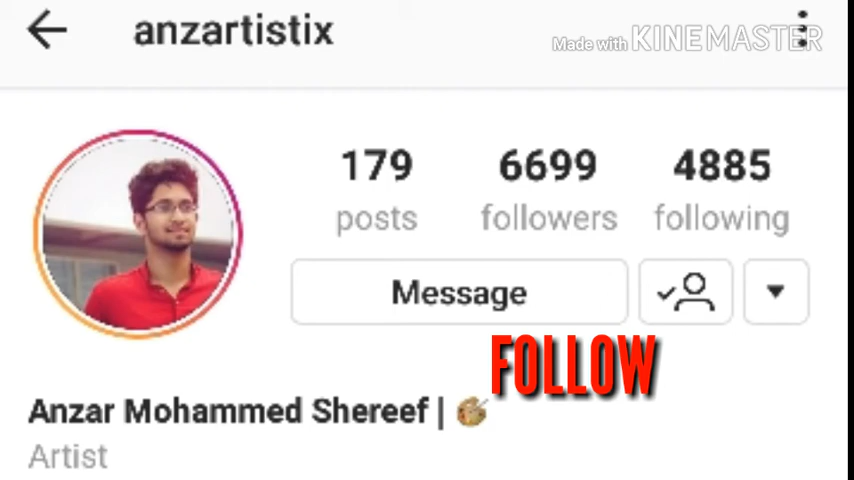 anzartistix
Made with KINEMASTER
179 6699 4885
posts followers following
Message
FOLLOW
Anzar Mohammed Shereef | 🎨
Artist